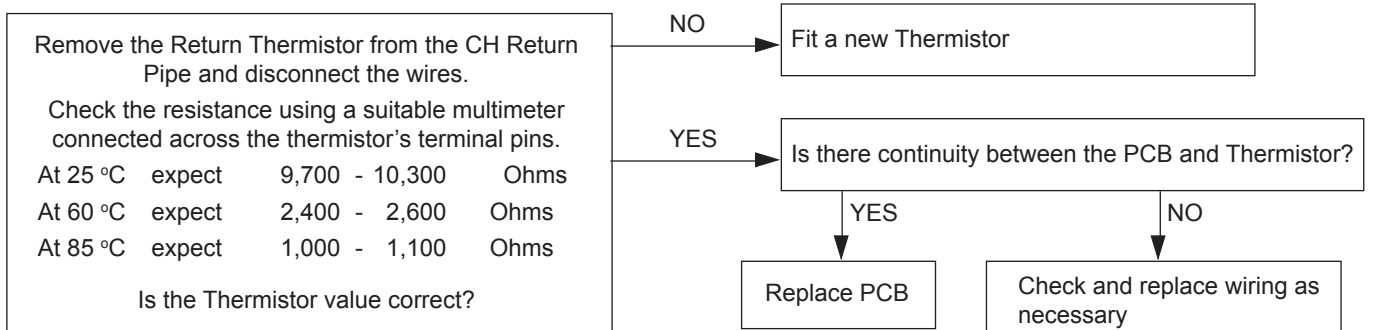 Remove the Return Thermistor from the CH Return
Pipe and disconnect the wires.
Check the resistance using a suitable multimeter
connected across the thermistor's terminal pins.
At 25 °C expect 9,700 - 10,300 Ohms
At 60 °C expect 2,400 - 2,600 Ohms
At 85 °C expect 1,000 - 1,100 Ohms
Is the Thermistor value correct?
NO
Fit a new Thermistor
YES
Is there continuity between the PCB and Thermistor?
YES
NO
Replace PCB
Check and replace wiring as
necessary